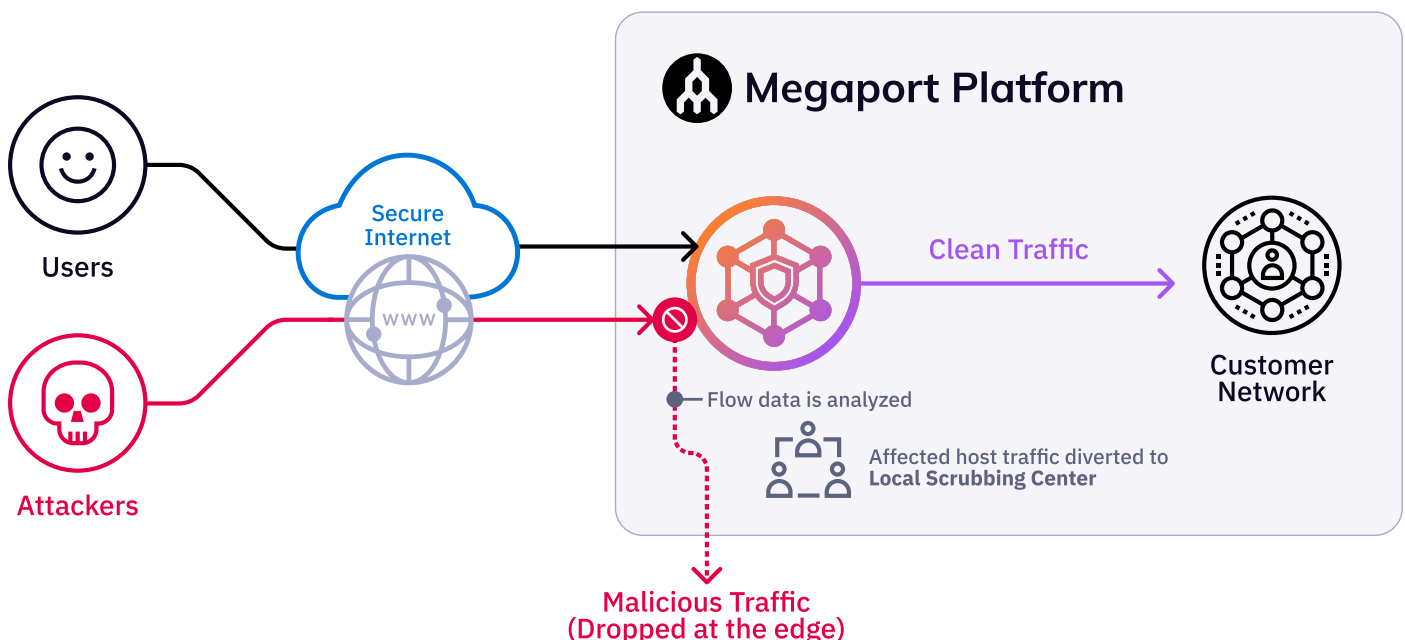 Megaport Platform
Users
Secure
Internet
www
Attackers
Clean Traffic
Customer
Network
Flow data is analyzed
Affected host traffic diverted to
Local Scrubbing Center
Malicious Traffic
(Dropped at the edge)